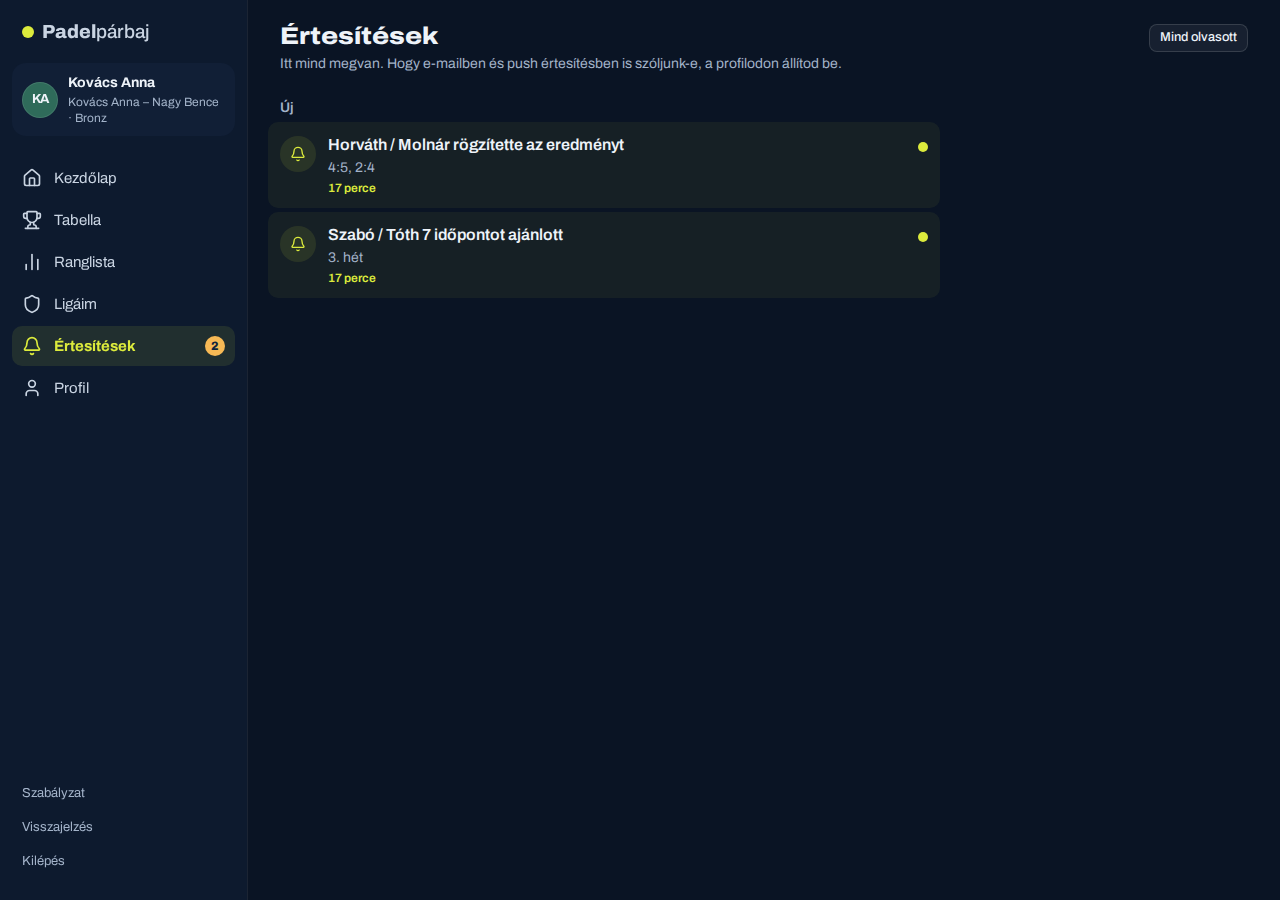 Padelpárbaj
KA
Kovács Anna
Kovács Anna – Nagy Bence
· Bronz
Kezdőlap
Tabella
Ranglista
Ligáim
Értesítések
2
Profil
Szabályzat
Visszajelzés
Kilépés
Értesítések
Mind olvasott
Itt mind megvan. Hogy e-mailben és push értesítésben is szóljunk-e, a profilodon állítod be.
Új
Horváth / Molnár rögzítette az eredményt
4:5, 2:4
17 perce
Szabó / Tóth 7 időpontot ajánlott
3. hét
17 perce